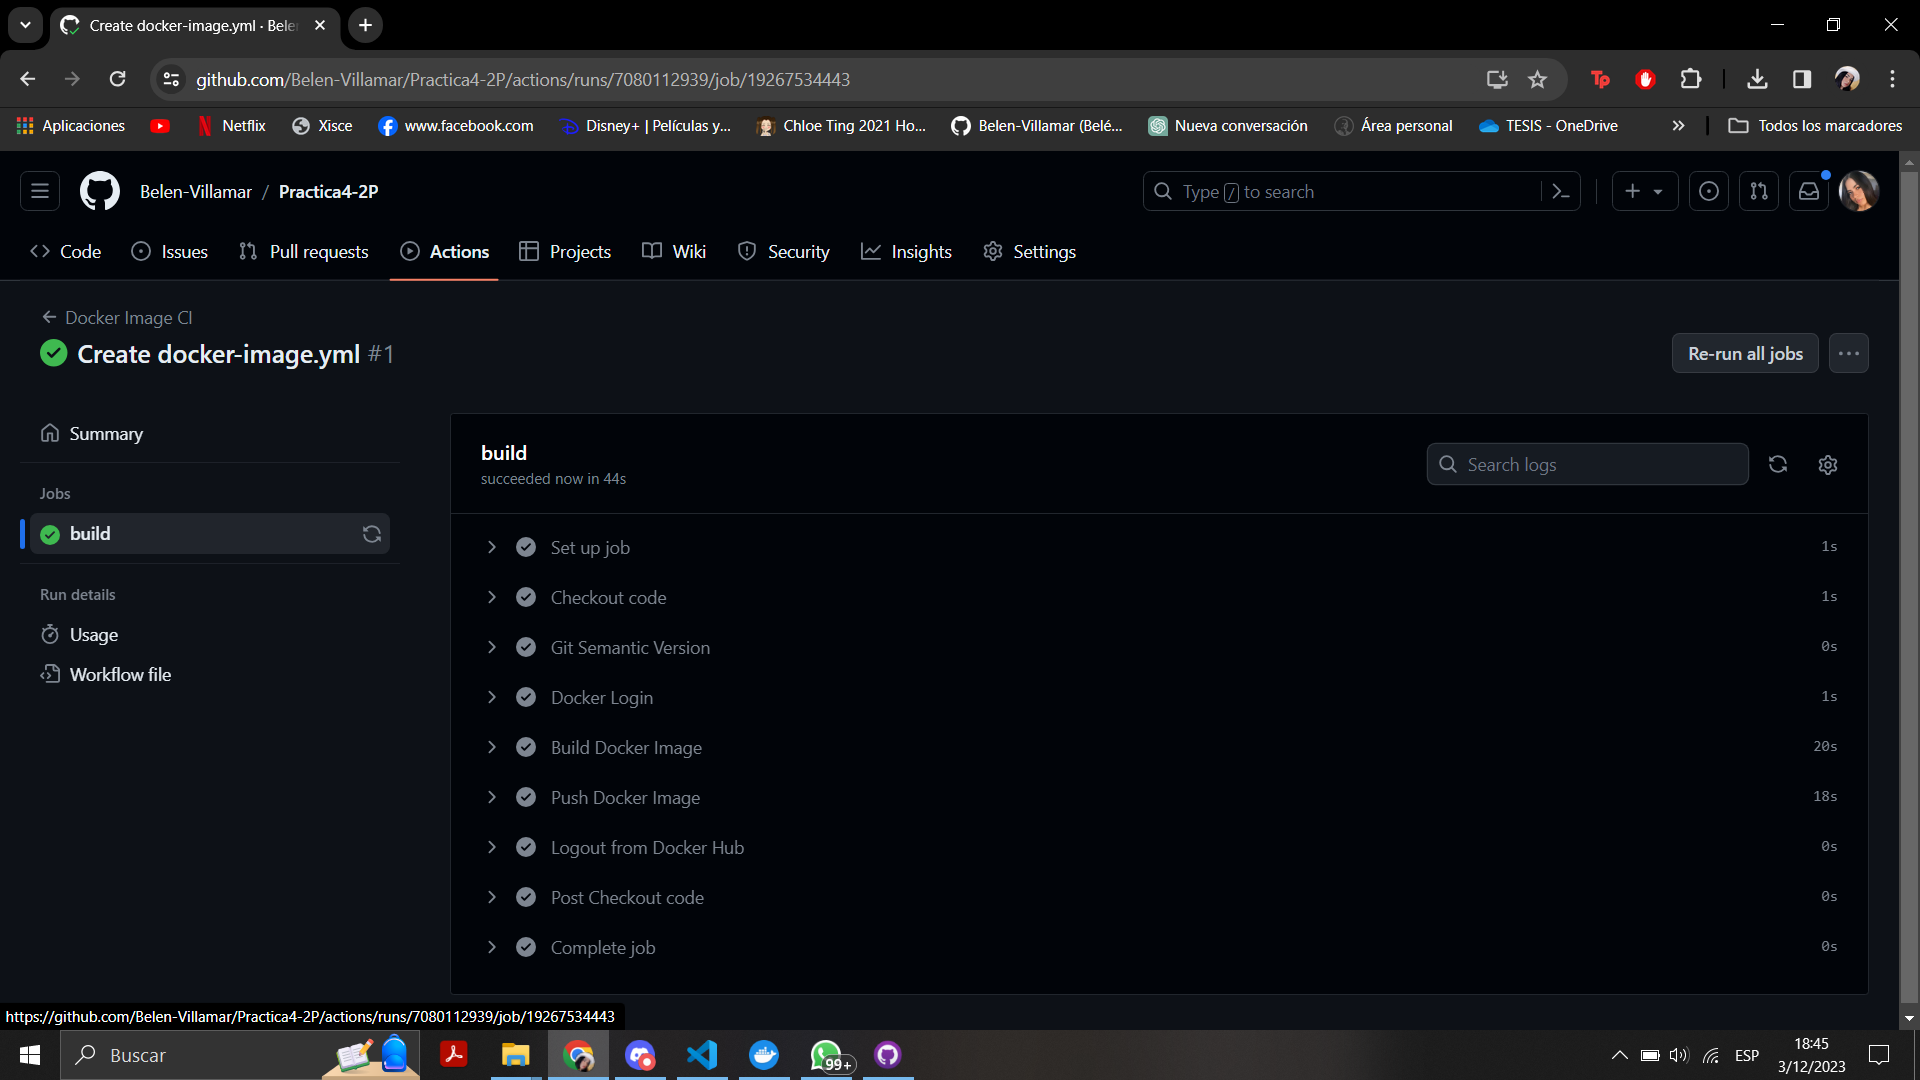 Create docker-image.yml · Bele
github.com/Belen-Villamar/Practica4-2P/actions/runs/7080112939/job/19267534443
Tp
Aplicaciones
Netflix
Xisce
www.facebook.com
Disney+ | Películas y...
Chloe Ting 2021 Ho...
Belen-Villamar (Belé...
Nueva conversación
Área personal
TESIS - OneDrive
Todos los marcadores
Belen-Villamar / Practica4-2P
Type / to search
Code
Issues
Pull requests
Actions
Projects
Wiki
Security
Insights
Settings
Docker Image CI
Create docker-image.yml #1
Re-run all jobs
Summary
Jobs
build
Run details
Usage
Workflow file
build
succeeded now in 44s
Search logs
Set up job 1s
Checkout code 1s
Git Semantic Version 0s
Docker Login 1s
Build Docker Image 20s
Push Docker Image 18s
Logout from Docker Hub 0s
Post Checkout code 0s
Complete job 0s
https://github.com/Belen-Villamar/Practica4-2P/actions/runs/7080112939/job/19267534443
Buscar
99+
ESP
18:45
3/12/2023